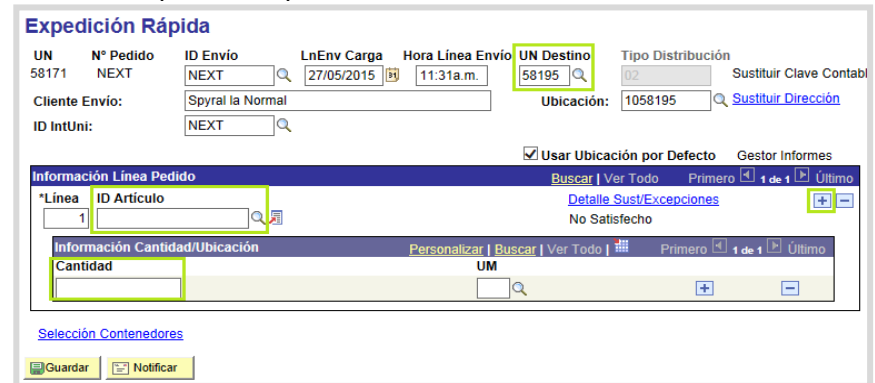 Expedición Rápida
UN Nº Pedido ID Envío LnEnv Carga Hora Línea Envío UN Destino Tipo Distribución
58171 NEXT NEXT 27/05/2015 11:31a.m. 58195 02 Sustituir Clave Contabl
Cliente Envío: Spyral la Normal Ubicación: 1058195 Sustituir Dirección
ID IntUni: NEXT
Usar Ubicación por Defecto Gestor Informes
Información Línea Pedido Buscar | Ver Todo Primero 1 de 1 Último
*Línea ID Artículo Detalle Sust/Excepciones
1 No Satisfecho
Información Cantidad/Ubicación Personalizar | Buscar | Ver Todo | Primero 1 de 1 Último
Cantidad UM
Selección Contenedores
Guardar Notificar